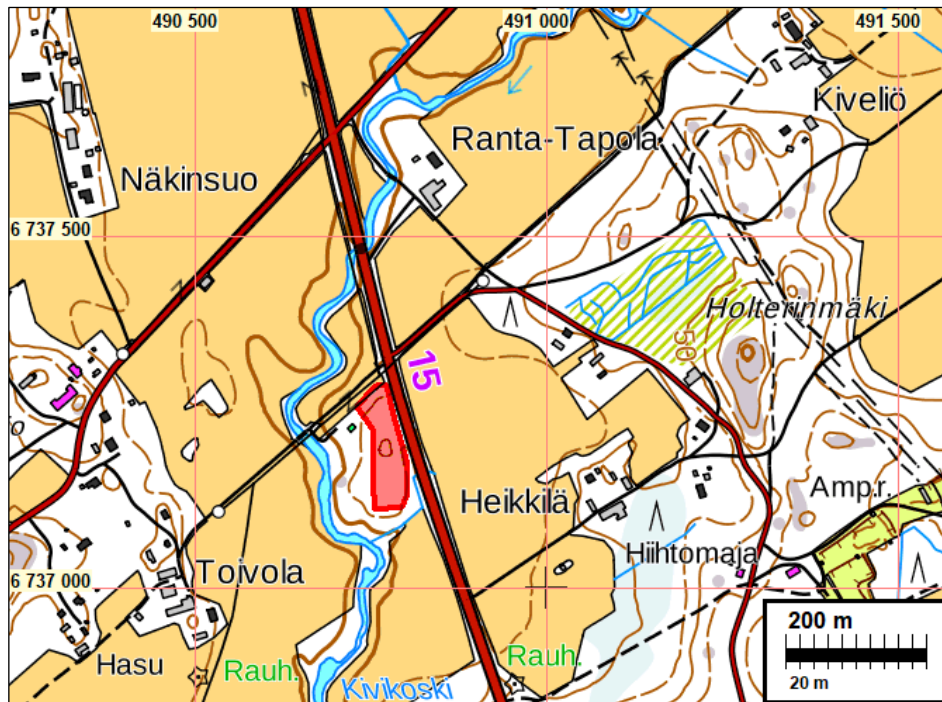 490 500
491 000
491 500
Kiveliö
Ranta-Tapola
Näkinsuo
6 737 500
Holterinmäki
50
15
Heikkilä
Amp.r.
Hiihtomaja
Toivola
6 737 000
Hasu
Rauh.
Rauh.
Kivikoski
200 m
20 m